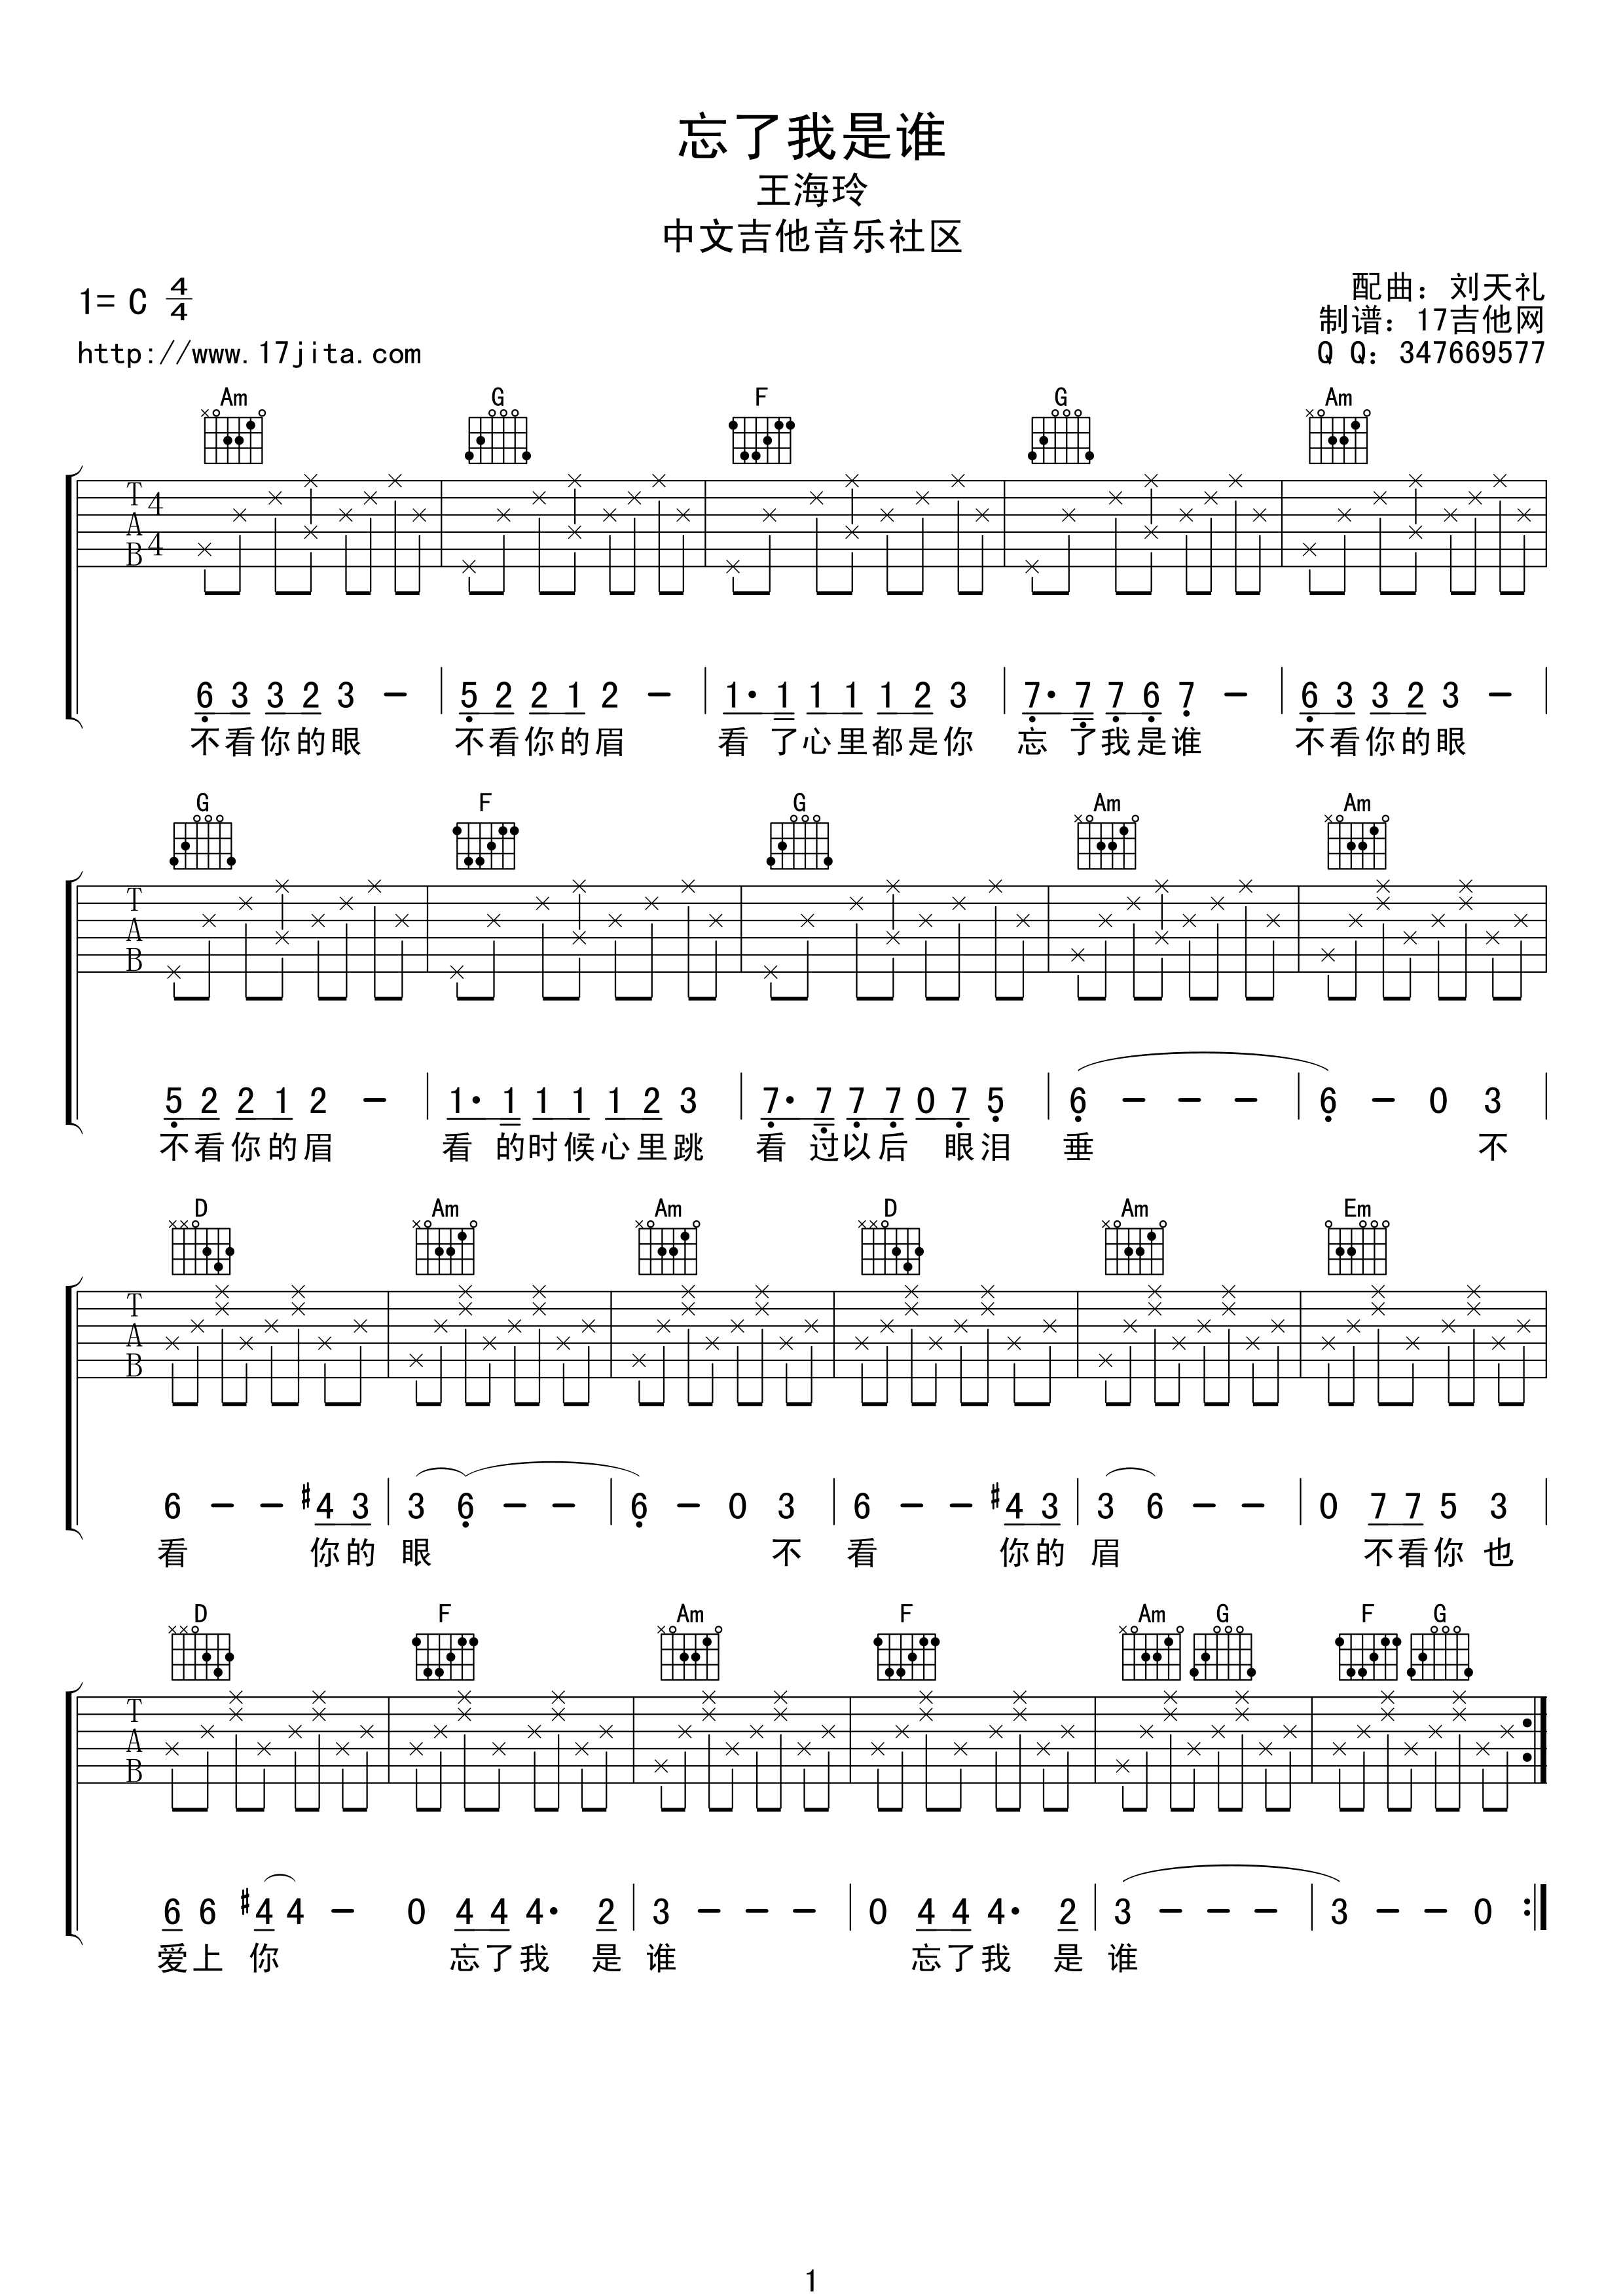 忘了我是谁
王海玲
中文吉他音乐社区
1= C 4/4
配曲：刘天礼
制谱：17吉他网
http://www.17jita.com
Q Q：347669577
Am G F G Am
T 4
A
B 4
6 3 3 2 3 - | 5 2 2 1 2 - | 1· 1 1 1 1 2 3 | 7· 7 7 6 7 - | 6 3 3 2 3 - |
不看你的眼 不看你的眉 看 了心里都是你 忘 了我是谁 不看你的眼
G F G Am Am
T
A
B
5 2 2 1 2 - | 1· 1 1 1 1 2 3 | 7· 7 7 7 0 7 5 | 6 - - - | 6 - 0 3 |
不看你的眉 看 的时候心里跳 看 过以后 眼泪 垂 不
D Am Am D Am Em
T
A
B
6 - - #4 3 | 3 6 - - | 6 - 0 3 | 6 - - #4 3 | 3 6 - - | 0 7 7 5 3 |
看 你的 眼 不 看 你的 眉 不看你 也
D F Am F Am G F G
T
A
B
6 6 #4 4 - 0 4 4 4· 2 | 3 - - - | 0 4 4 4· 2 | 3 - - - | 3 - - 0 :|
爱上 你 忘了我 是 谁 忘了我 是 谁
1